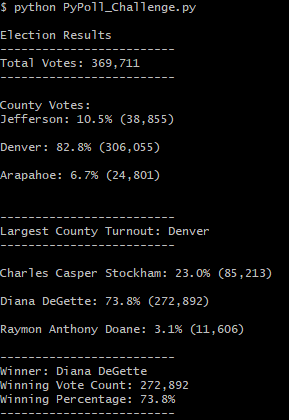 $ python PyPoll_Challenge.py
Election Results
-------------------------
Total Votes: 369,711
-------------------------
County Votes:
Jefferson: 10.5% (38,855)
Denver: 82.8% (306,055)
Arapahoe: 6.7% (24,801)
-------------------------
Largest County Turnout: Denver
-------------------------
Charles Casper Stockham: 23.0% (85,213)
Diana DeGette: 73.8% (272,892)
Raymon Anthony Doane: 3.1% (11,606)
-------------------------
Winner: Diana DeGette
Winning Vote Count: 272,892
Winning Percentage: 73.8%
-------------------------